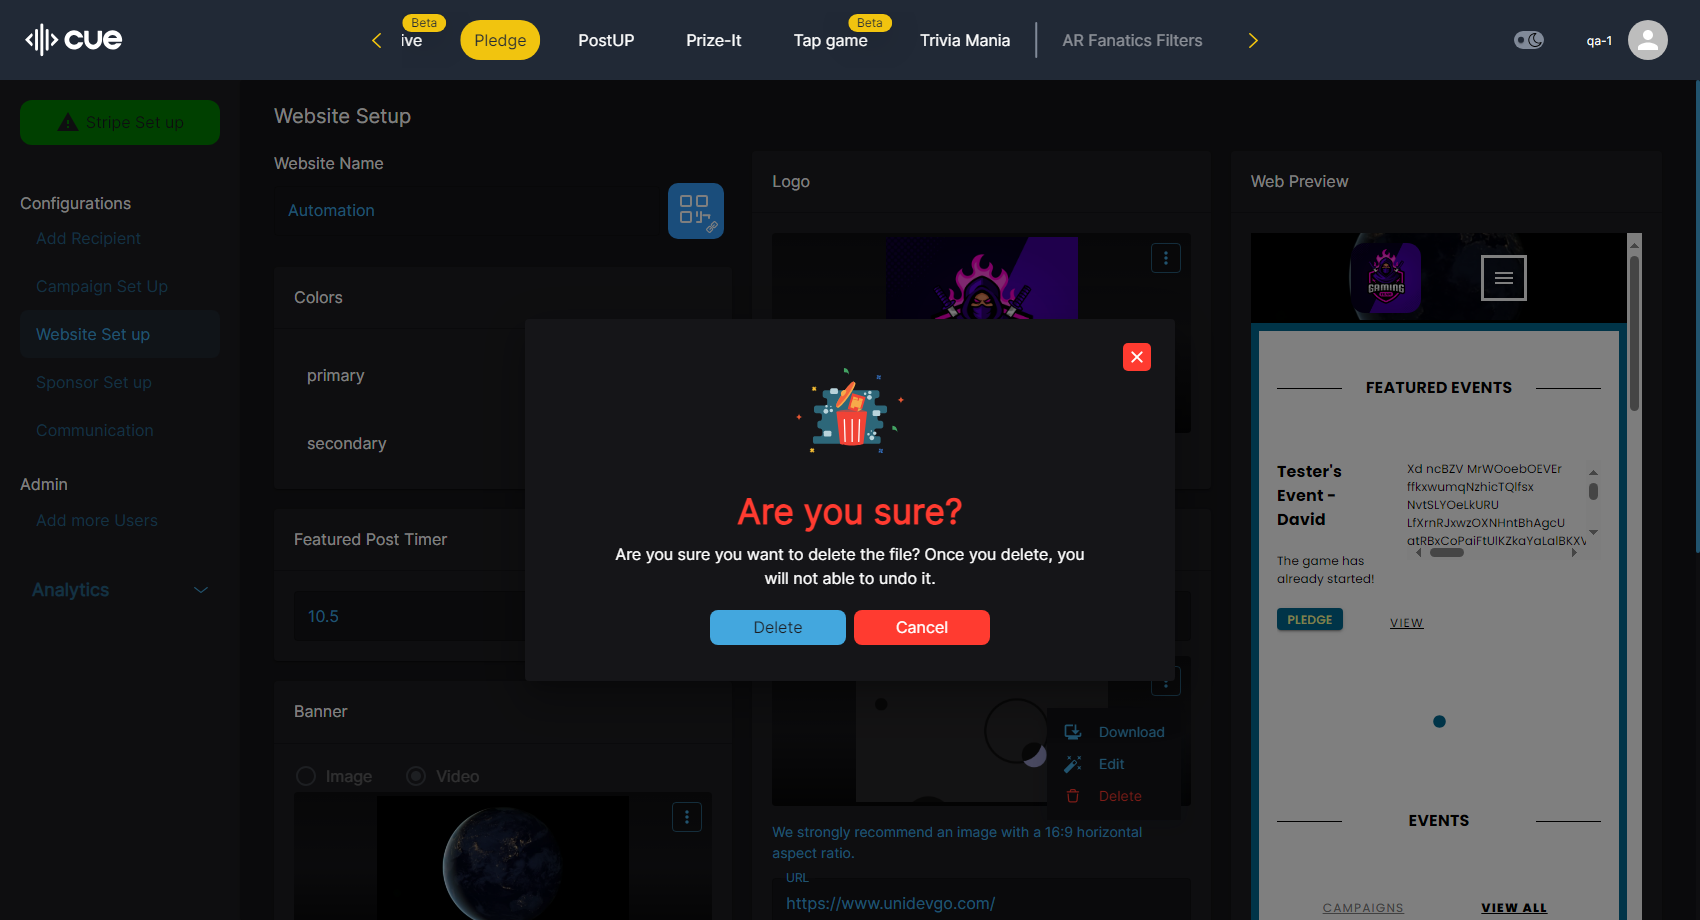 cue
ive
Beta
Pledge
PostUP
Prize-It
Tap game
Beta
Trivia Mania
AR Fanatics Filters
qa-1
Stripe Set up
Configurations
Add Recipient
Campaign Set Up
Website Set up
Sponsor Set up
Communication
Admin
Add more Users
Analytics
Website Setup
Website Name
Automation
Colors
primary
secondary
Featured Post Timer
10.5
Banner
Image
Video
Logo
Are you sure?
Are you sure you want to delete the file? Once you delete, you
will not able to undo it.
Delete
Cancel
Download
Edit
Delete
We strongly recommend an image with a 16:9 horizontal
aspect ratio.
URL
https://www.unidevgo.com/
Web Preview
GAMING
FEATURED EVENTS
Tester's
Event -
David
The game has
already started!
Xd ncBZV MrWOoebOEVEr
ffkxwumqNzhicTQlfsx
NvtSLYOeLkURU
LfXrnRJxwzOXNHntBhAgcU
atRBxCoPaiFtUlKZkaYaLalBKXV
PLEDGE
VIEW
EVENTS
CAMPAIGNS
VIEW ALL